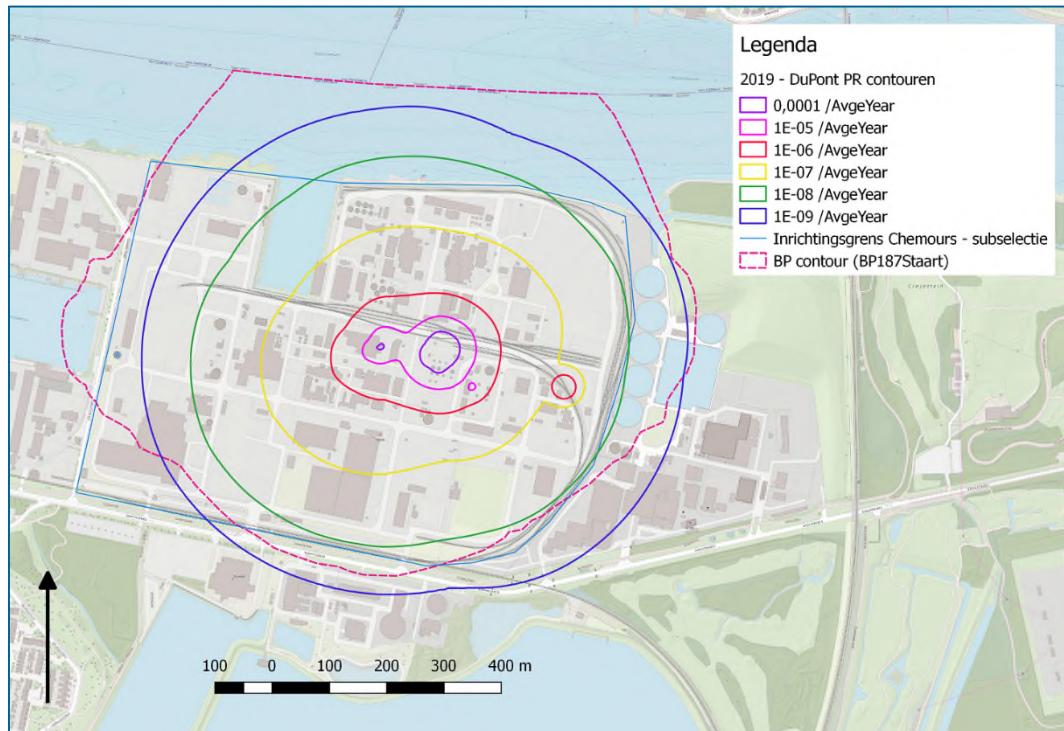 Legenda
2019 - DuPont PR contouren
0,0001 /AvgeYear
1E-05 /AvgeYear
1E-06 /AvgeYear
1E-07 /AvgeYear
1E-08 /AvgeYear
1E-09 /AvgeYear
Inrichtingsgrens Chemours - subselectie
BP contour (BP187Staart)
100 0 100 200 300 400 m